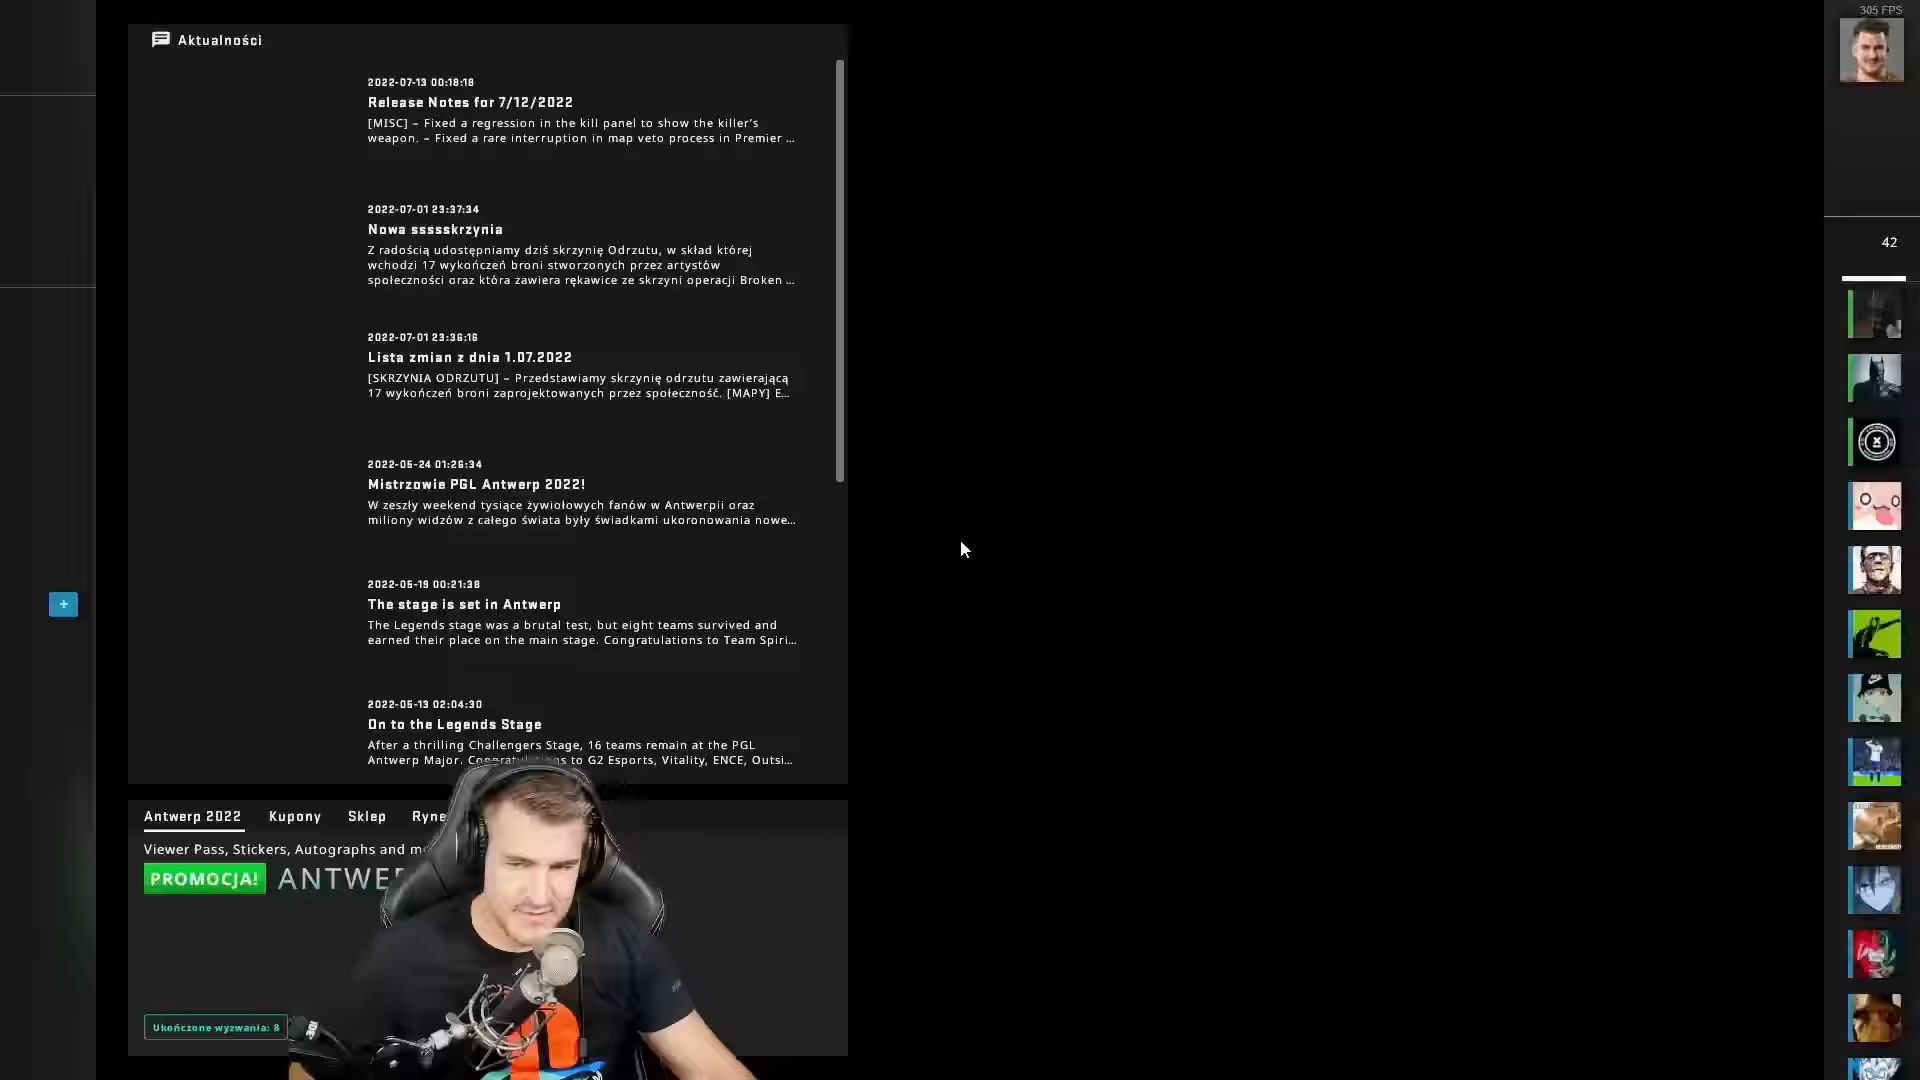 305 FPS
Aktualności
2022-07-13 00:18:18
Release Notes for 7/12/2022
[MISC] – Fixed a regression in the kill panel to show the killer's
weapon. – Fixed a rare interruption in map veto process in Premier ...
2022-07-01 23:37:34
Nowa ssssskrzynia
Z radością udostępniamy dziś skrzynię Odrzutu, w skład której
wchodzi 17 wykończeń broni stworzonych przez artystów
społeczności oraz która zawiera rękawice ze skrzyni operacji Broken ...
42
2022-07-01 23:36:16
Lista zmian z dnia 1.07.2022
[SKRZYNIA ODRZUTU] – Przedstawiamy skrzynię odrzutu zawierającą
17 wykończeń broni zaprojektowanych przez społeczność. [MAPY] E...
2022-05-24 01:26:34
Mistrzowie PGL Antwerp 2022!
W zeszły weekend tysiące żywiołowych fanów w Antwerpii oraz
miliony widzów z całego świata były świadkami ukoronowania nowe...
2022-05-19 00:21:38
The stage is set in Antwerp
The Legends stage was a brutal test, but eight teams survived and
earned their place on the main stage. Congratulations to Team Spiri...
+
2022-05-13 02:04:30
On to the Legends Stage
After a thrilling Challengers Stage, 16 teams remain at the PGL
Antwerp Major. to G2 Esports, Vitality, ENCE, Outsi...
Antwerp 2022 Kupony Sklep
Viewer Pass, Stickers, Autographs and
PROMOCJA!
Ukończone wyzwania: 8